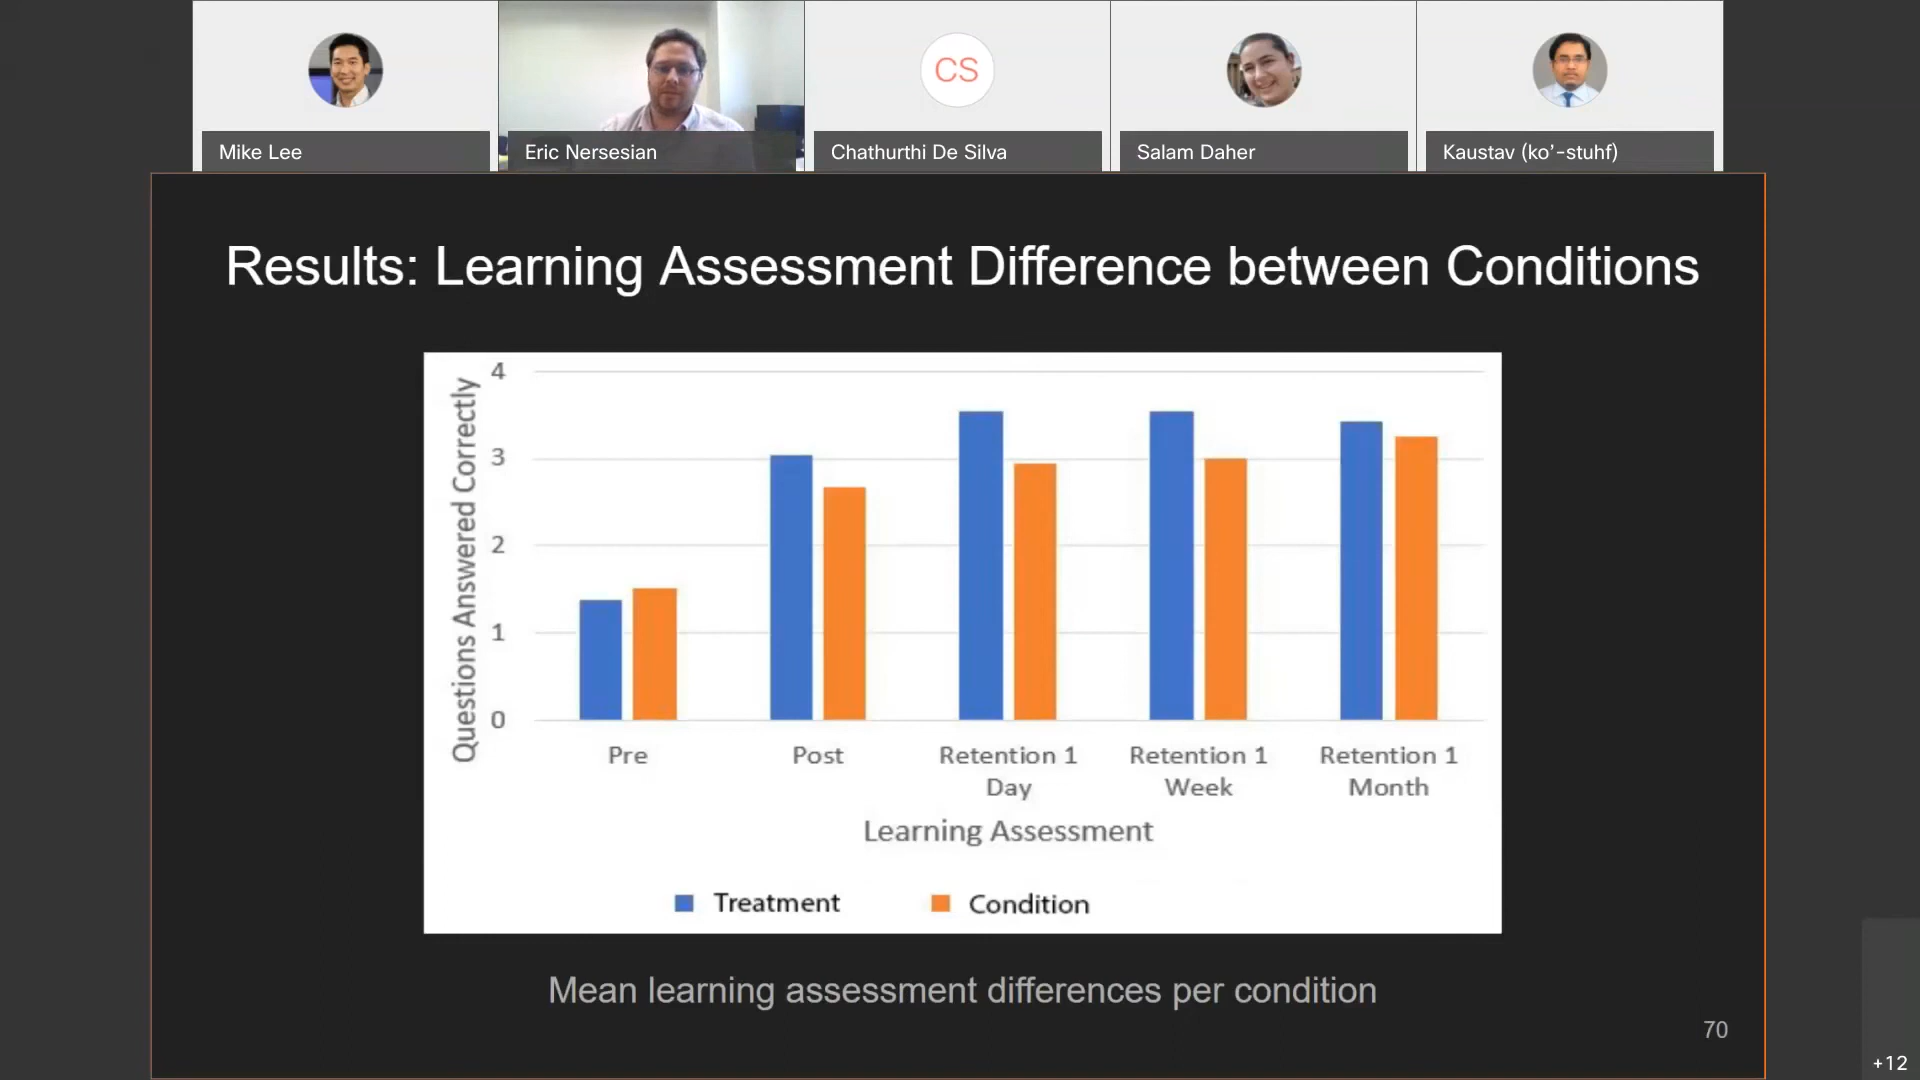 CS
Mike Lee
Eric Nersesian
Chathurthi De Silva
Salam Daher
Kaustav (ko’-stuhf)
Results: Learning Assessment Difference between Conditions
Questions Answered Correctly
4
3
2
1
0
Pre
Post
Retention 1
Day
Retention 1
Week
Retention 1
Month
Learning Assessment
Treatment
Condition
Mean learning assessment differences per condition
70
+12